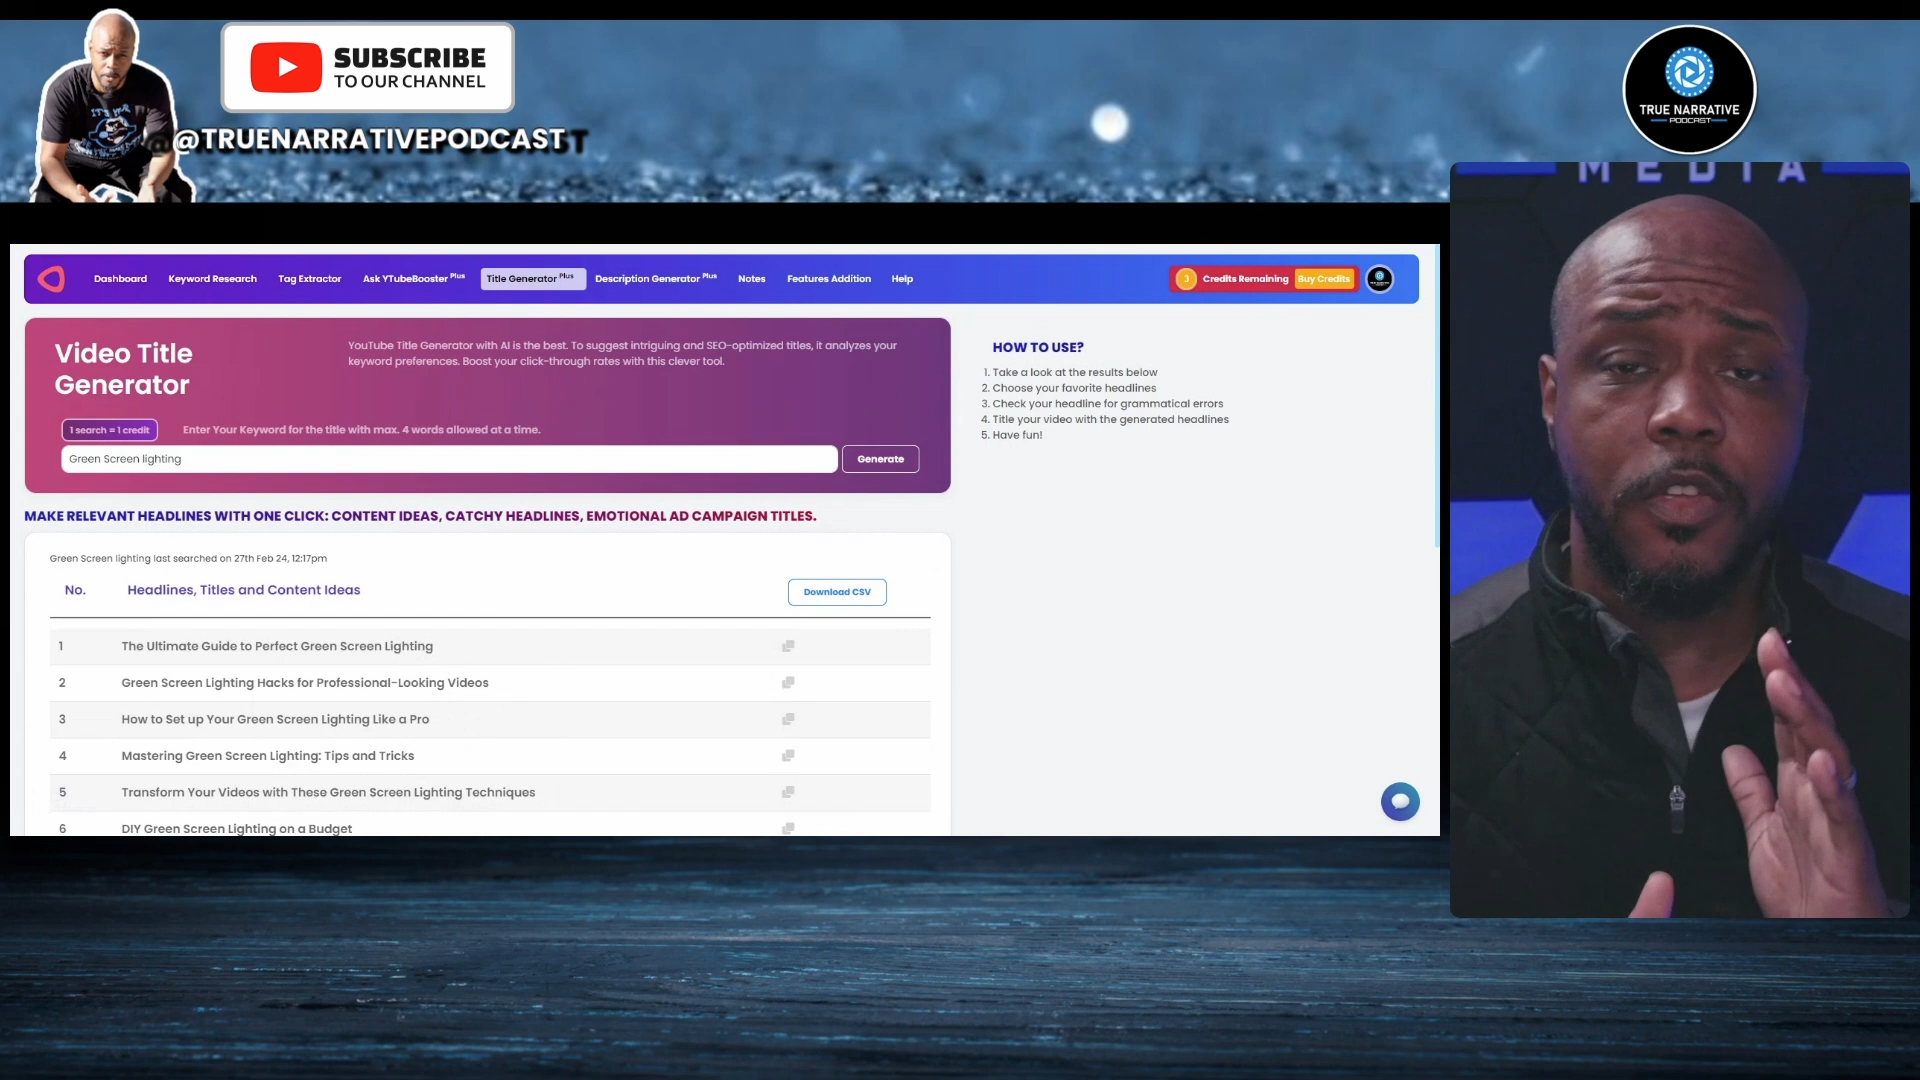 SUBSCRIBE
TO OUR CHANNEL
@TRUENARRATIVEPODCAST
TRUE NARRATIVE
PODCAST
MEDIA
Dashboard Keyword Research Tag Extractor Ask YTubeBooster Plus Title Generator Plus Description Generator Plus Notes Features Addition Help 3 Credits Remaining Buy Credits
Video Title
Generator
YouTube Title Generator with AI is the best. To suggest intriguing and SEO-optimized titles, it analyzes your
keyword preferences. Boost your click-through rates with this clever tool.
1 search = 1 credit Enter Your Keyword for the title with max. 4 words allowed at a time.
Green Screen lighting Generate
HOW TO USE?
1. Take a look at the results below
2. Choose your favorite headlines
3. Check your headline for grammatical errors
4. Title your video with the generated headlines
5. Have fun!
MAKE RELEVANT HEADLINES WITH ONE CLICK: CONTENT IDEAS, CATCHY HEADLINES, EMOTIONAL AD CAMPAIGN TITLES.
Green Screen lighting last searched on 27th Feb 24, 12:17pm
No. Headlines, Titles and Content Ideas Download CSV
1 The Ultimate Guide to Perfect Green Screen Lighting
2 Green Screen Lighting Hacks for Professional-Looking Videos
3 How to Set up Your Green Screen Lighting Like a Pro
4 Mastering Green Screen Lighting: Tips and Tricks
5 Transform Your Videos with These Green Screen Lighting Techniques
6 DIY Green Screen Lighting on a Budget